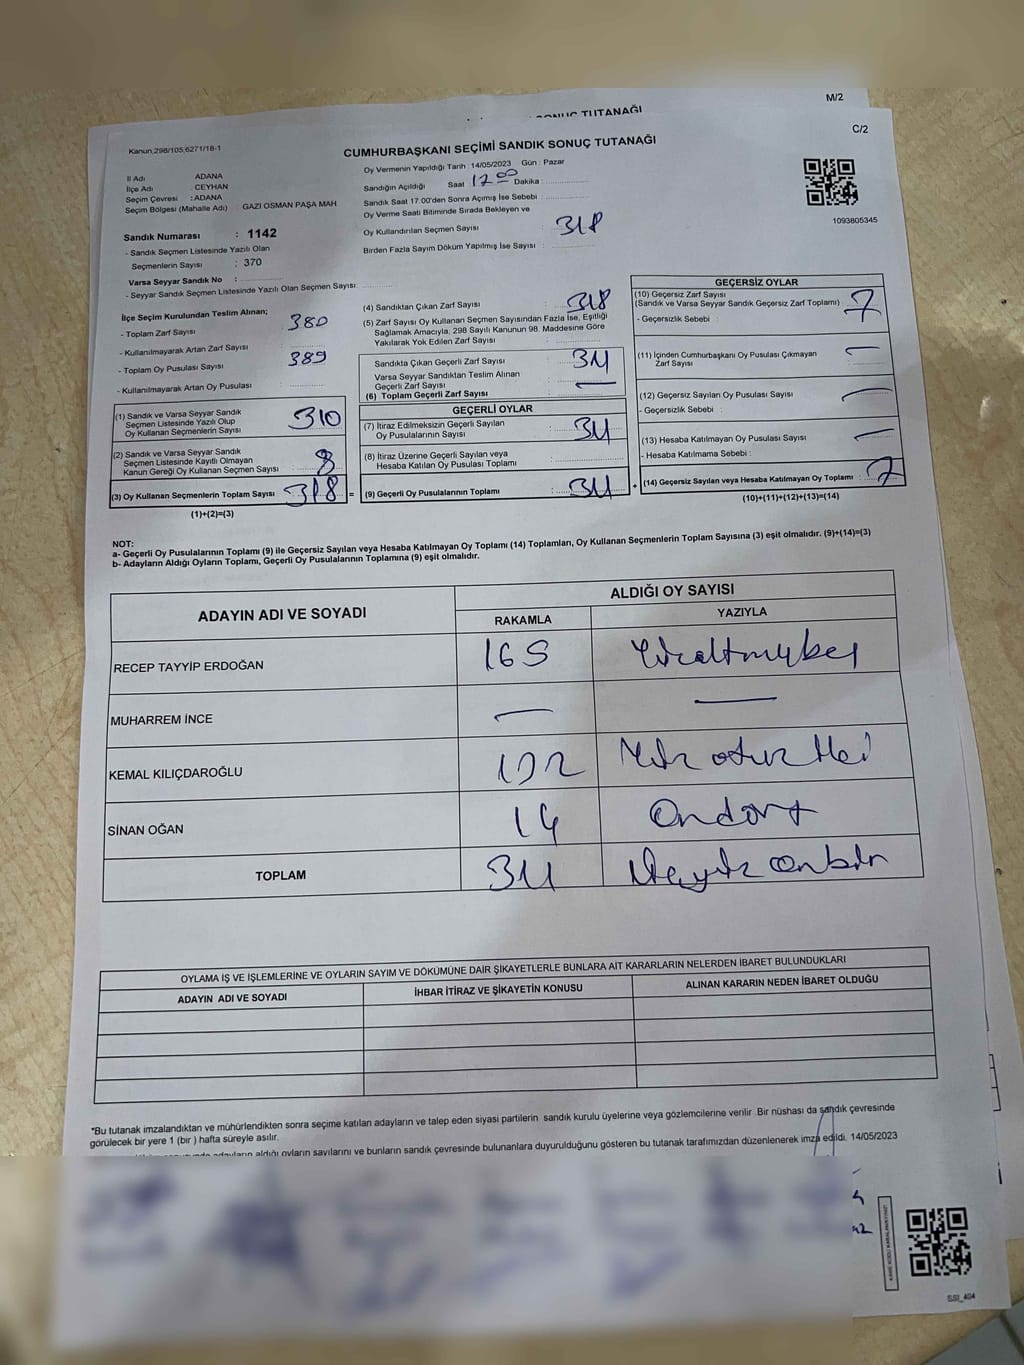 SONUÇ TUTANAĞI
M/2
C/2
Kanun,298/105,6271/18-1
CUMHURBAŞKANI SEÇİMİ SANDIK SONUÇ TUTANAĞI
İl Adı ADANA
İlçe Adı CEYHAN
Seçim Çevresi : ADANA
Seçim Bölgesi (Mahalle Adı) GAZI OSMAN PAŞA MAH
Sandık Numarası : 1142
- Sandık Seçmen Listesinde Yazılı Olan
Seçmenlerin Sayısı : 370
Varsa Seyyar Sandık No :
- Seyyar Sandık Seçmen Listesinde Yazılı Olan Seçmen Sayısı :
Oy Vermenin Yapıldığı Tarih :14/05/2023 Gün : Pazar
Sandığın Açıldığı Saat 17 00 Dakika :
Sandık Saat 17.00'den Sonra Açımış İse Sebebi :
Oy Verme Saati Bitiminde Sırada Bekleyen ve
Oy Kullandırılan Seçmen Sayısı : 318
Birden Fazla Sayım Döküm Yapılmış İse Sayısı :
1093805345
İlçe Seçim Kurulundan Teslim Alınan;
- Toplam Zarf Sayısı : 380
- Kullanılmayarak Artan Zarf Sayısı :
- Toplam Oy Pusulası Sayısı : 389
- Kullanılmayarak Artan Oy Pusulası :
(1) Sandık ve Varsa Seyyar Sandık
Seçmen Listesinde Yazılı Olup
Oy Kullanan Seçmenlerin Sayısı : 310
(2) Sandık ve Varsa Seyyar Sandık
Seçmen Listesinde Kayıtlı Olmayan
Kanun Gereği Oy Kullanan Seçmen Sayısı : 8
(3) Oy Kullanan Seçmenlerin Toplam Sayısı : 318 =
(1)+(2)=(3)
(4) Sandıktan Çıkan Zarf Sayısı : 318
(5) Zarf Sayısı Oy Kullanan Seçmen Sayısından Fazla İse, Eşitliği
Sağlamak Amacıyla, 298 Sayılı Kanunun 98. Maddesine Göre
Yakılarak Yok Edilen Zarf Sayısı :
Sandıkta Çıkan Geçerli Zarf Sayısı : 311
Varsa Seyyar Sandıktan Teslim Alınan
Geçerli Zarf Sayısı : —
(6) Toplam Geçerli Zarf Sayısı :
GEÇERLİ OYLAR
(7) İtiraz Edilmeksizin Geçerli Sayılan
Oy Pusulalarının Sayısı : 311
(8) İtiraz Üzerine Geçerli Sayılan veya
Hesaba Katılan Oy Pusulası Toplamı :
(9) Geçerli Oy Pusulalarının Toplamı : 311 +
GEÇERSİZ OYLAR
(10) Geçersiz Zarf Sayısı
(Sandık ve Varsa Seyyar Sandık Geçersiz Zarf Toplamı) : 7
- Geçersizlik Sebebi :
(11) İçinden Cumhurbaşkanı Oy Pusulası Çıkmayan
Zarf Sayısı : —
(12) Geçersiz Sayılan Oy Pusulası Sayısı : —
- Geçersizlik Sebebi :
(13) Hesaba Katılmayan Oy Pusulası Sayısı : —
- Hesaba Katılmama Sebebi :
(14) Geçersiz Sayılan veya Hesaba Katılmayan Oy Toplamı : 7
(10)+(11)+(12)+(13)=(14)
NOT:
a- Geçerli Oy Pusulalarının Toplamı (9) ile Geçersiz Sayılan veya Hesaba Katılmayan Oy Toplamı (14) Toplamları, Oy Kullanan Seçmenlerin Toplam Sayısına (3) eşit olmalıdır. (9)+(14)=(3)
b- Adayların Aldığı Oyların Toplamı, Geçerli Oy Pusulalarının Toplamına (9) eşit olmalıdır.
ADAYIN ADI VE SOYADI ALDIĞI OY SAYISI
RAKAMLA YAZIYLA
RECEP TAYYİP ERDOĞAN 165 Yüzaltmışbeş
MUHARREM İNCE — —
KEMAL KILIÇDAROĞLU 132 Yüz otuz iki
SİNAN OĞAN 14 Ondört
TOPLAM 311 Üçyüz onbir
OYLAMA İŞ VE İŞLEMLERİNE VE OYLARIN SAYIM VE DÖKÜMÜNE DAİR ŞİKAYETLERLE BUNLARA AİT KARARLARIN NELERDEN İBARET BULUNDUKLARI
ADAYIN ADI VE SOYADI İHBAR İTİRAZ VE ŞİKAYETİN KONUSU ALINAN KARARIN NEDEN İBARET OLDUĞU
*Bu tutanak imzalandıktan ve mühürlendikten sonra seçime katılan adayların ve talep eden siyasi partilerin sandık kurulu üyelerine veya gözlemcilerine verilir. Bir nüshası da sandık çevresinde
görülecek bir yere 1 (bir ) hafta süreyle asılır.
adayların aldığı oyların sayılarını ve bunların sandık çevresinde bulunanlara duyurulduğunu gösteren bu tutanak tarafımızdan düzenlenerek imza edildi. 14/05/2023
SSI_404